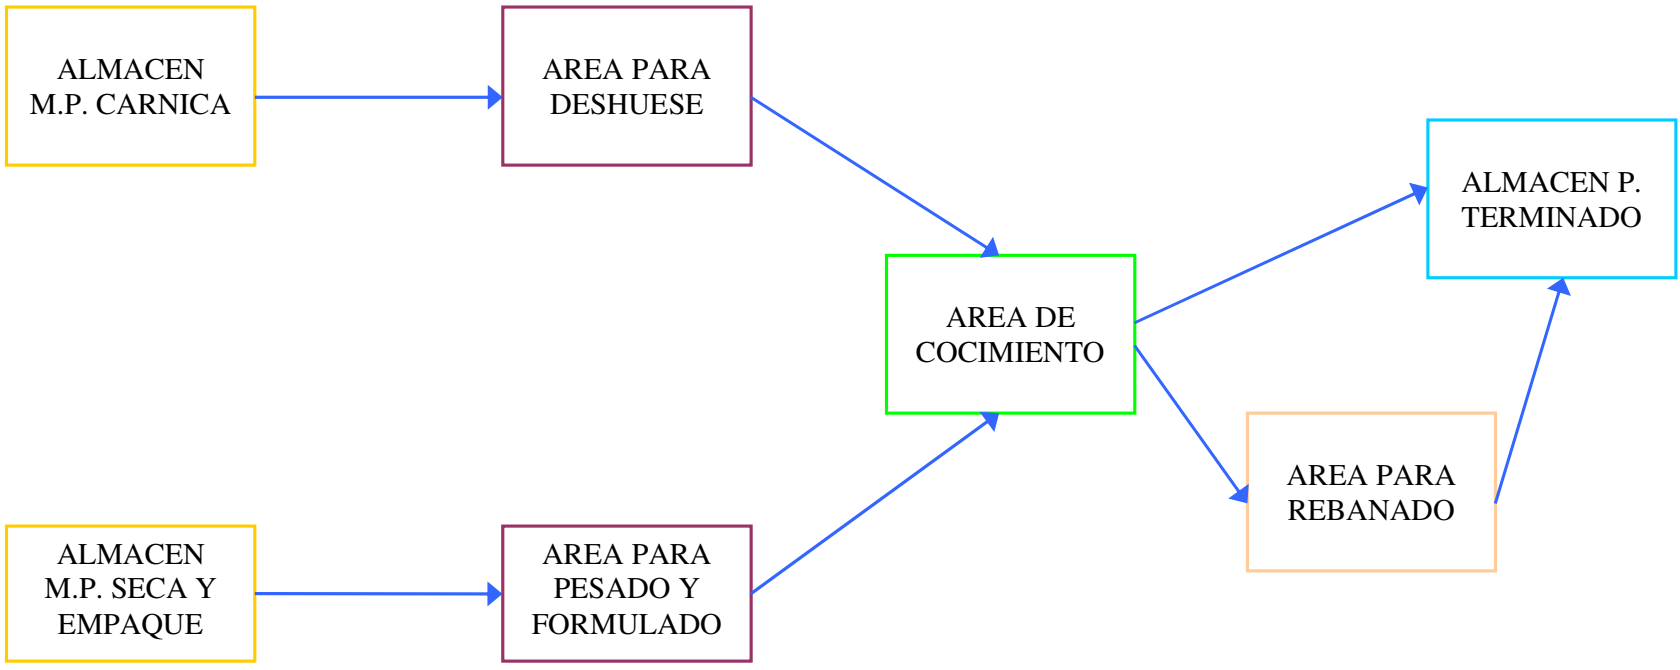 ALMACEN
M.P. CARNICA
AREA PARA
DESHUESE
ALMACEN P.
TERMINADO
AREA DE
COCIMIENTO
AREA PARA
REBANADO
ALMACEN
M.P. SECA Y
EMPAQUE
AREA PARA
PESADO Y
FORMULADO